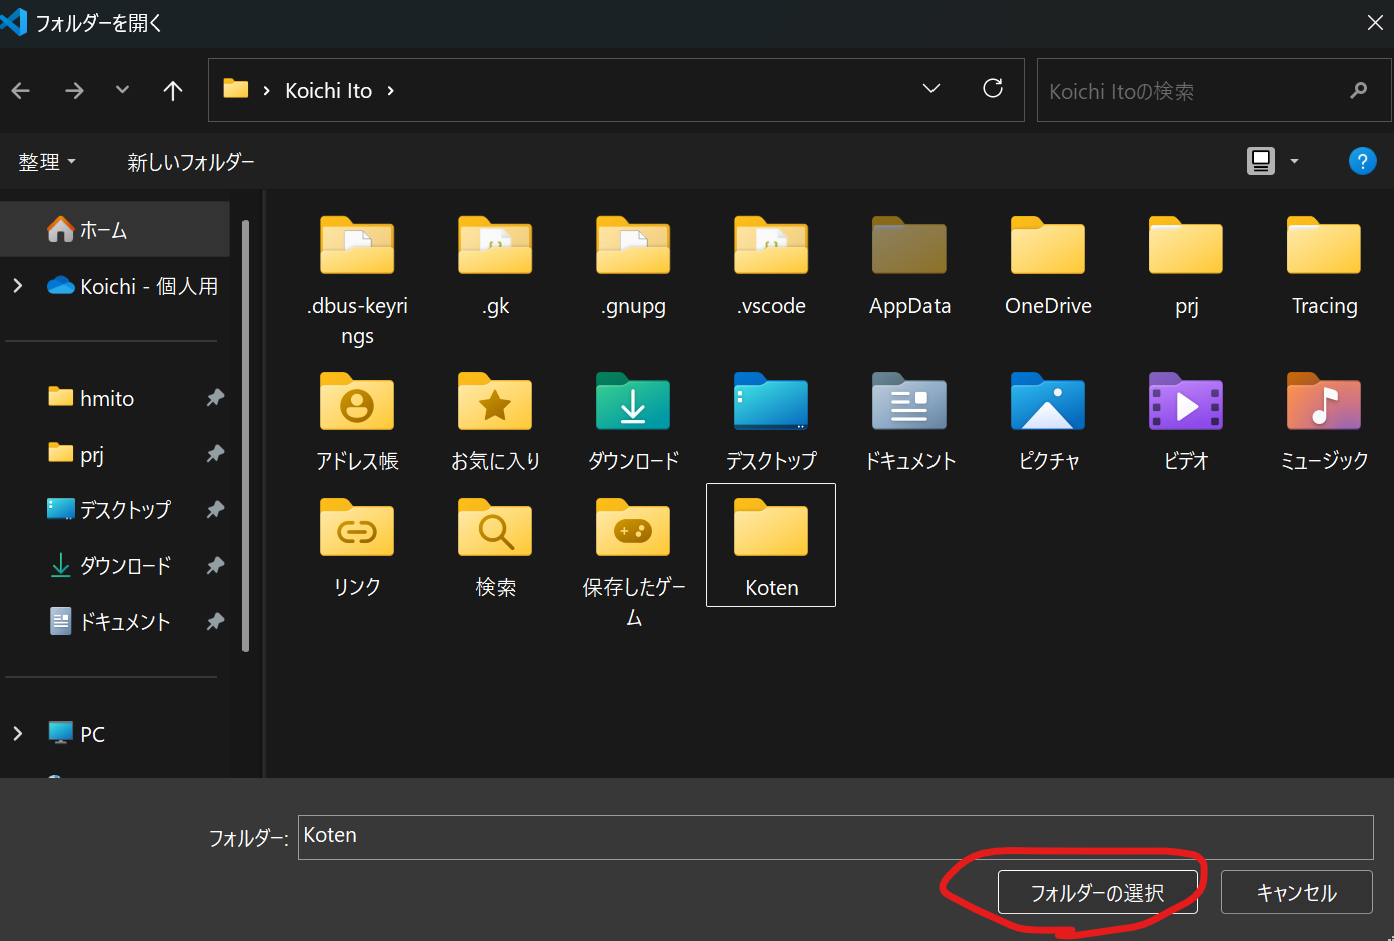 フォルダーを開く
Koichi Ito
Koichi Itoの検索
整理
新しいフォルダー
ホーム
Koichi - 個人用
hmito
prj
デスクトップ
ダウンロード
ドキュメント
PC
.dbus-keyri
ngs
.gk
.gnupg
.vscode
AppData
OneDrive
prj
Tracing
アドレス帳
お気に入り
ダウンロード
デスクトップ
ドキュメント
ピクチャ
ビデオ
ミュージック
リンク
検索
保存したゲー
ム
Koten
フォルダー:
Koten
フォルダーの選択
キャンセル